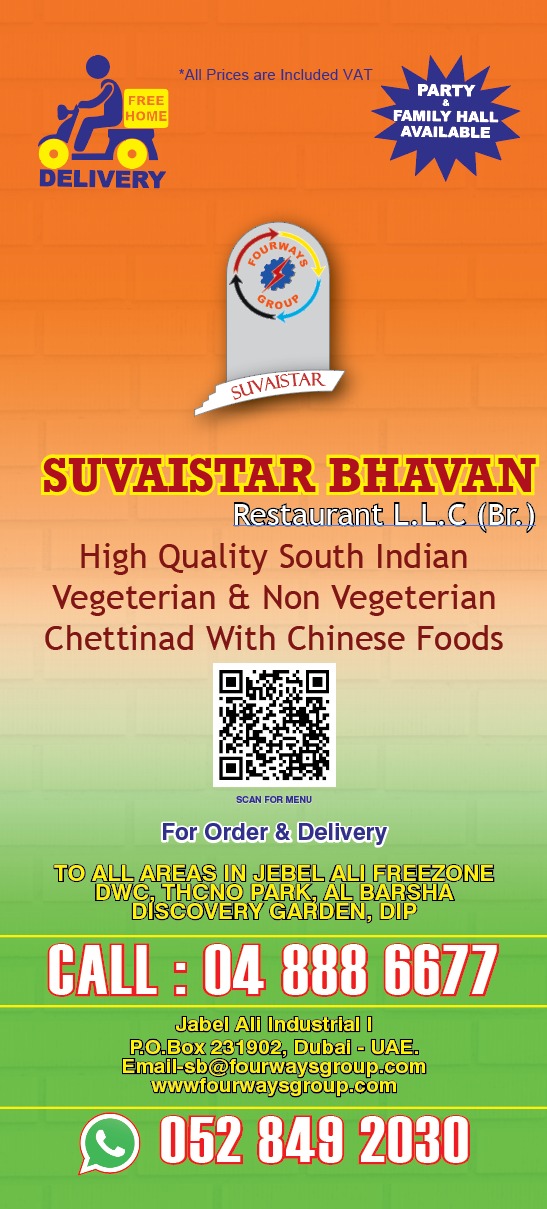 *All Prices are Included VAT
FREE
HOME
DELIVERY
PARTY
&
FAMILY HALL
AVAILABLE
FOURWAYS
GROUP
SUVAISTAR
SUVAISTAR BHAVAN
Restaurant L.L.C (Br.)
High Quality South Indian
Vegeterian & Non Vegeterian
Chettinad With Chinese Foods
SCAN FOR MENU
For Order & Delivery
TO ALL AREAS IN JEBEL ALI FREEZONE
DWC, THCNO PARK, AL BARSHA
DISCOVERY GARDEN, DIP
CALL : 04 888 6677
Jabel Ali Industrial I
P.O.Box 231902, Dubai - UAE.
Email-sb@fourwaysgroup.com
wwwfourwaysgroup.com
052 849 2030